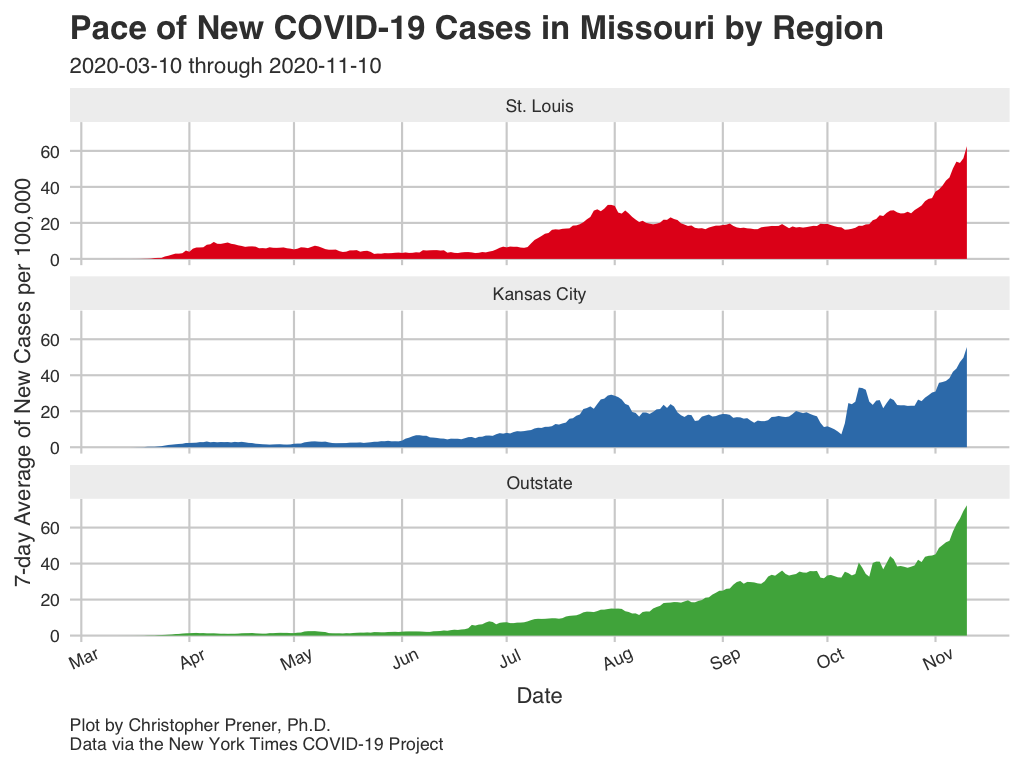 Pace of New COVID-19 Cases in Missouri by Region
2020-03-10 through 2020-11-10
7-day Average of New Cases per 100,000
St. Louis
60
40
20
0
Kansas City
60
40
20
0
Outstate
60
40
20
0
Mar Apr May Jun Jul Aug Sep Oct Nov
Date
Plot by Christopher Prener, Ph.D.
Data via the New York Times COVID-19 Project